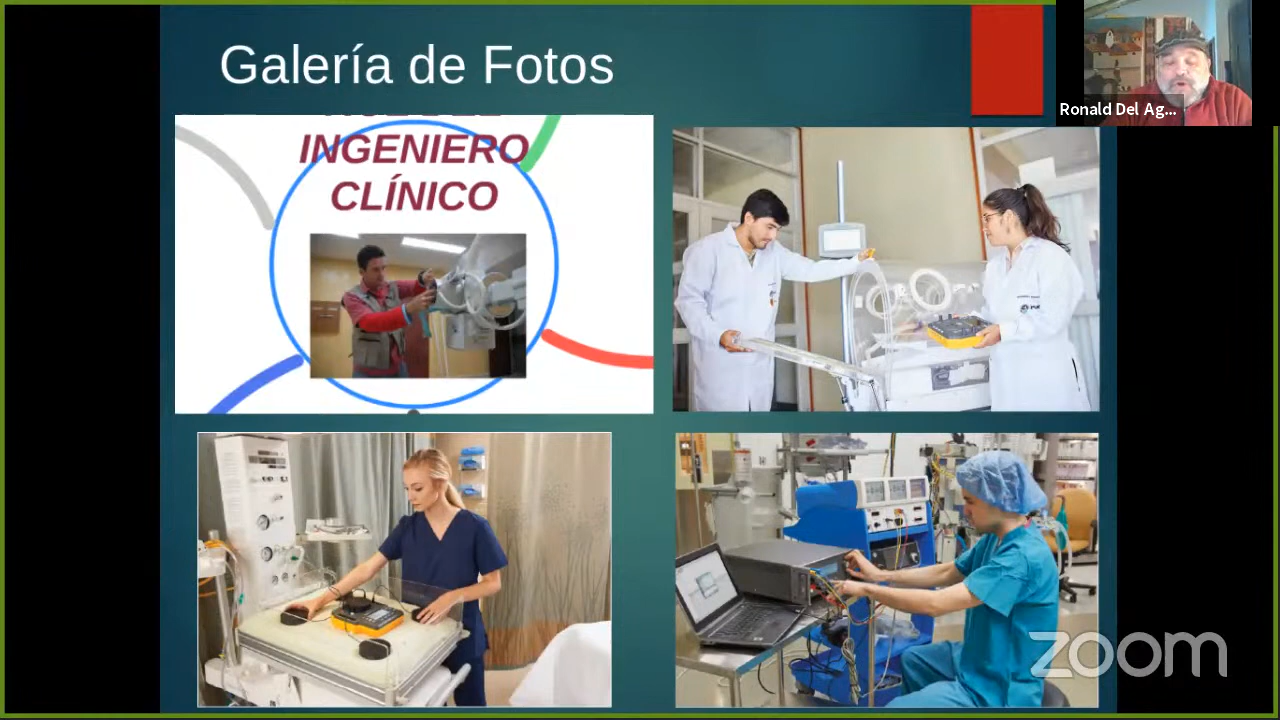 Galería de Fotos
INGENIERO
CLÍNICO
Ronald Del Ag...
zoom